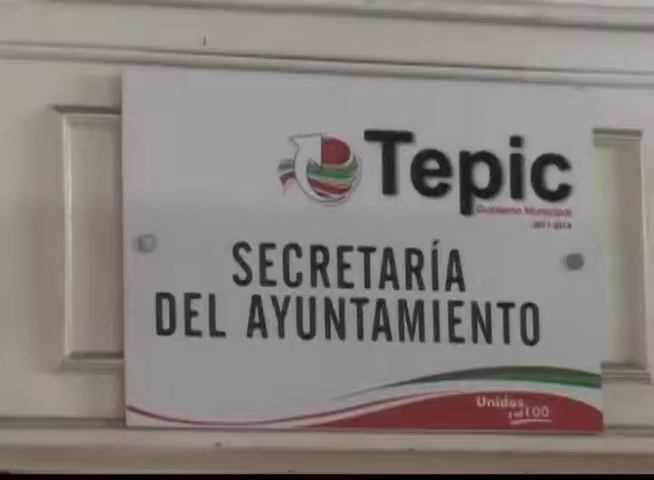 Tepic
Gobierno Municipal
2011-2014
SECRETARÍA
DEL AYUNTAMIENTO
Unidos
y al 100